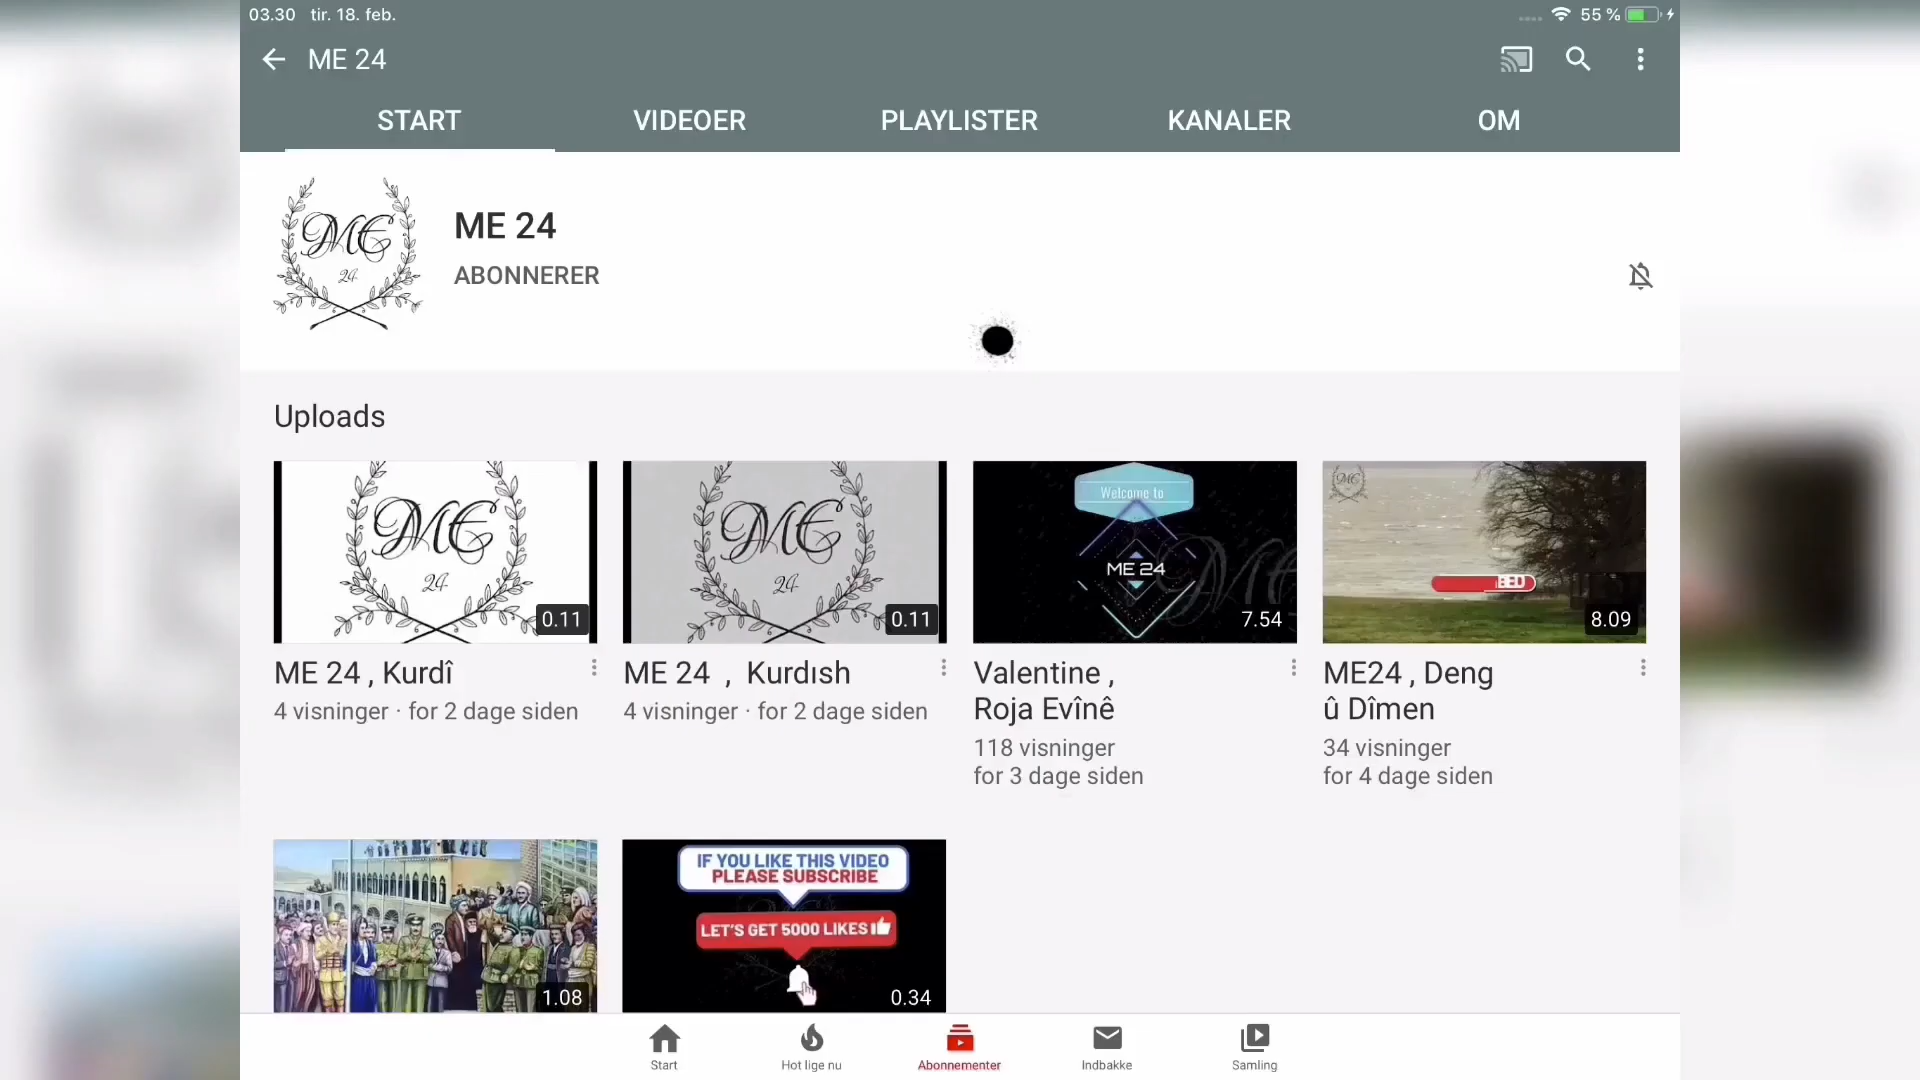 03.30 tir. 18. feb.
55 %
ME 24
START VIDEOER PLAYLISTER KANALER OM
ME
24
ME 24
ABONNERER
Uploads
ME
24
0.11
ME
24
0.11
Welcome to
ME 24
7.54
ME
8.09
ME 24 , Kurdî
4 visninger · for 2 dage siden
ME 24 , Kurdısh
4 visninger · for 2 dage siden
Valentine ,
Roja Evînê
118 visninger
for 3 dage siden
ME24 , Deng
û Dîmen
34 visninger
for 4 dage siden
1.08
IF YOU LIKE THIS VIDEO
PLEASE SUBSCRIBE
LET'S GET 5000 LIKES
0.34
Start Hot lige nu Abonnementer Indbakke Samling